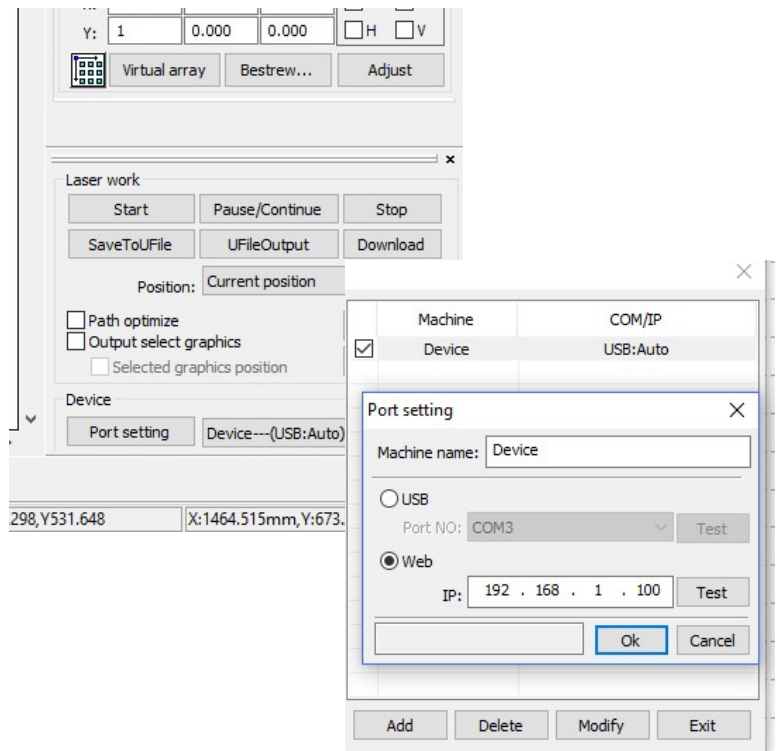 Y: 1 0.000 0.000 H V
Virtual array Bestrew... Adjust
Laser work
Start Pause/Continue Stop
SaveToUFile UFileOutput Download
Position: Current position
Path optimize
Output select graphics
Selected graphics position
Device
Port setting Device---(USB:Auto)
298,Y531.648 X:1464.515mm,Y:673.
Machine COM/IP
Device USB:Auto
Port setting
Machine name: Device
USB
Port NO: COM3 Test
Web
IP: 192 . 168 . 1 . 100 Test
Ok Cancel
Add Delete Modify Exit